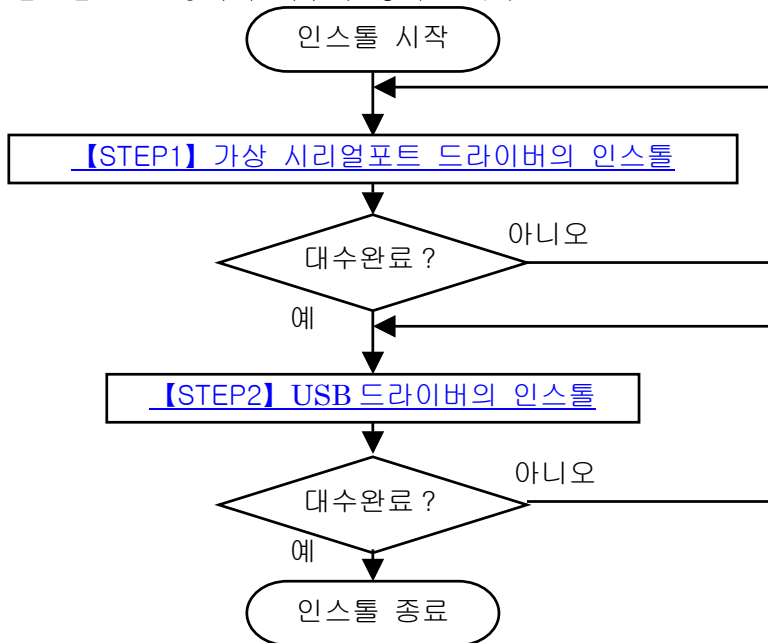 인스톨 시작
【STEP1】가상 시리얼포트 드라이버의 인스톨
대수완료?
아니오
예
【STEP2】USB 드라이버의 인스톨
대수완료?
아니오
예
인스톨 종료